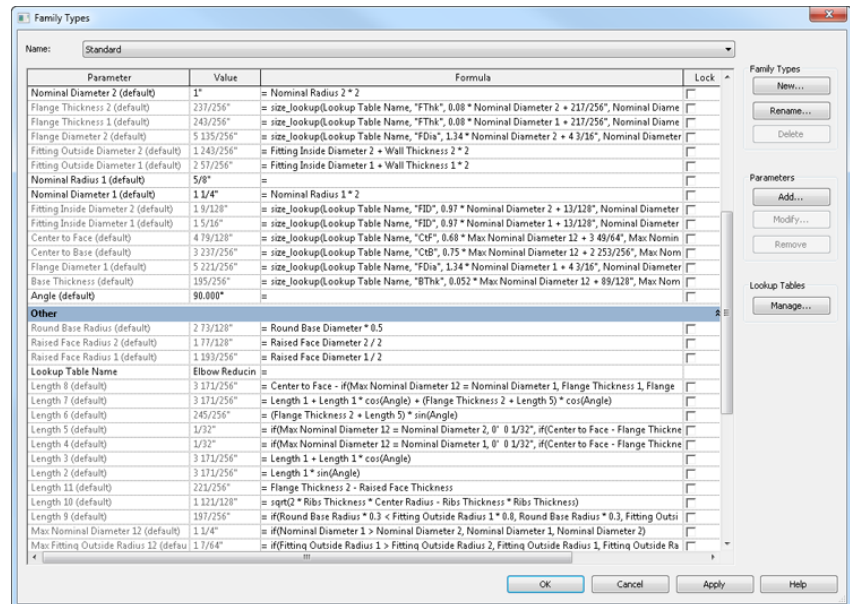 Family Types
Name: Standard
Parameter Value Formula Lock
Nominal Diameter 2 (default) 1" = Nominal Radius 2 * 2
Flange Thickness 2 (default) 237/256" = size_lookup(Lookup Table Name, "FThk", 0.08 * Nominal Diameter 2 + 217/256", Nominal Diame
Flange Thickness 1 (default) 243/256" = size_lookup(Lookup Table Name, "FThk", 0.08 * Nominal Diameter 1 + 217/256", Nominal Diame
Flange Diameter 2 (default) 5 135/256" = size_lookup(Lookup Table Name, "FDia", 1.34 * Nominal Diameter 2 + 4 3/16", Nominal Diameter
Fitting Outside Diameter 2 (default) 1 243/256" = Fitting Inside Diameter 2 + Wall Thickness 2 * 2
Fitting Outside Diameter 1 (default) 2 57/256" = Fitting Inside Diameter 1 + Wall Thickness 1 * 2
Nominal Radius 1 (default) 5/8" =
Nominal Diameter 1 (default) 1 1/4" = Nominal Radius 1 * 2
Fitting Inside Diameter 2 (default) 1 9/128" = size_lookup(Lookup Table Name, "FID", 0.97 * Nominal Diameter 2 + 13/128", Nominal Diameter
Fitting Inside Diameter 1 (default) 1 5/16" = size_lookup(Lookup Table Name, "FID", 0.97 * Nominal Diameter 1 + 13/128", Nominal Diameter
Center to Face (default) 4 79/128" = size_lookup(Lookup Table Name, "CtF", 0.68 * Max Nominal Diameter 12 + 3 49/64", Max Nomin
Center to Base (default) 3 237/256" = size_lookup(Lookup Table Name, "CtB", 0.75 * Max Nominal Diameter 12 + 2 253/256", Max Nom
Flange Diameter 1 (default) 5 221/256" = size_lookup(Lookup Table Name, "FDia", 1.34 * Nominal Diameter 1 + 4 3/16", Nominal Diameter
Base Thickness (default) 195/256" = size_lookup(Lookup Table Name, "BThk", 0.052 * Max Nominal Diameter 12 + 89/128", Max Nom
Angle (default) 90.000° =
Other
Round Base Radius (default) 2 73/128" = Round Base Diameter * 0.5
Raised Face Radius 2 (default) 1 77/128" = Raised Face Diameter 2 / 2
Raised Face Radius 1 (default) 1 193/256" = Raised Face Diameter 1 / 2
Lookup Table Name Elbow Reducin =
Length 8 (default) 3 171/256" = Center to Face - if(Max Nominal Diameter 12 = Nominal Diameter 1, Flange Thickness 1, Flange
Length 7 (default) 3 171/256" = Length 1 + Length 1 * cos(Angle) + (Flange Thickness 2 + Length 5) * cos(Angle)
Length 6 (default) 245/256" = (Flange Thickness 2 + Length 5) * sin(Angle)
Length 5 (default) 1/32" = if(Max Nominal Diameter 12 = Nominal Diameter 2, 0' 0 1/32", if(Center to Face - Flange Thickne
Length 4 (default) 1/32" = if(Max Nominal Diameter 12 = Nominal Diameter 1, 0' 0 1/32", if(Center to Face - Flange Thickne
Length 3 (default) 3 171/256" = Length 1 + Length 1 * cos(Angle)
Length 2 (default) 3 171/256" = Length 1 * sin(Angle)
Length 11 (default) 221/256" = Flange Thickness 2 - Raised Face Thickness
Length 10 (default) 1 121/128" = sqrt(2 * Ribs Thickness * Center Radius - Ribs Thickness * Ribs Thickness)
Length 9 (default) 197/256" = if(Round Base Radius * 0.3 < Fitting Outside Radius 1 * 0.8, Round Base Radius * 0.3, Fitting Outsi
Max Nominal Diameter 12 (default) 1 1/4" = if(Nominal Diameter 1 > Nominal Diameter 2, Nominal Diameter 1, Nominal Diameter 2)
Max Fitting Outside Radius 12 (defau 1 7/64" = if(Fitting Outside Radius 1 > Fitting Outside Radius 2, Fitting Outside Radius 1, Fitting Outside Ra
Family Types
New...
Rename...
Delete
Parameters
Add...
Modify...
Remove
Lookup Tables
Manage...
OK Cancel Apply Help